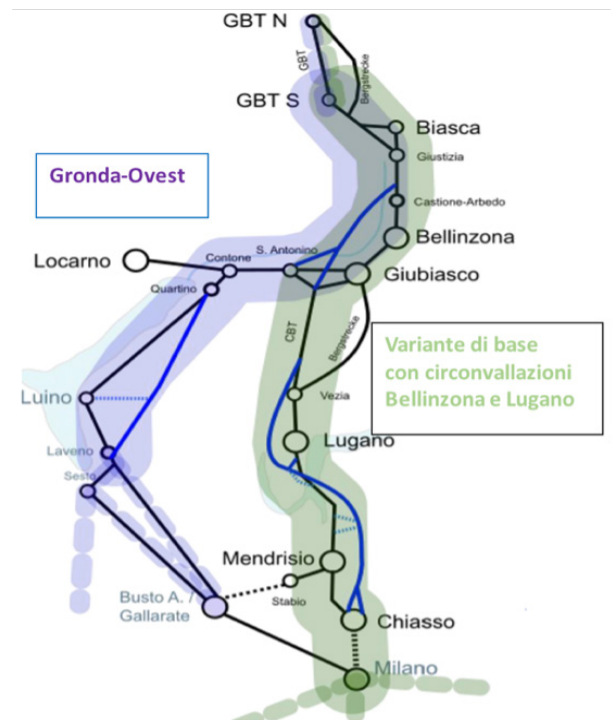 GBT N
GBT
Bergstrecke
GBT S
Biasca
Giustizia
Gronda-Ovest
Castione-Arbedo
Bellinzona
S. Antonino
Locarno
Contone
Giubiasco
Quartino
CBT
Bergstrecke
Variante di base
con circonvallazioni
Bellinzona e Lugano
Luino
Vezia
Lugano
Laveno
Sesto
Mendrisio
Stabio
Busto A. /
Gallarate
Chiasso
Milano